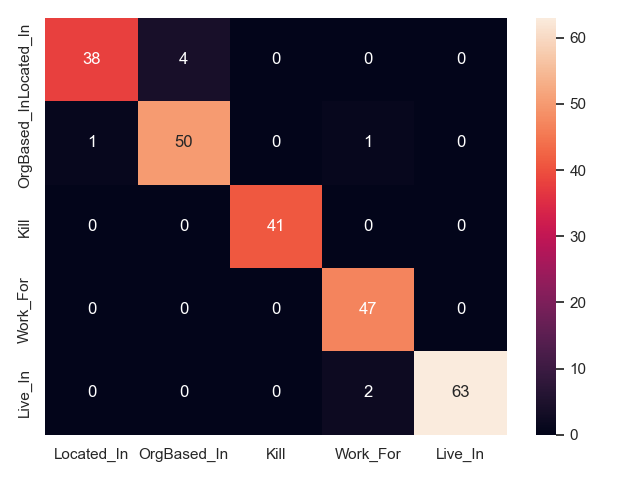 Located_In 38 4 0 0 0
OrgBased_In 1 50 0 1 0
Kill 0 0 41 0 0
Work_For 0 0 0 47 0
Live_In 0 0 0 2 63
Located_In OrgBased_In Kill Work_For Live_In
60
50
40
30
20
10
0